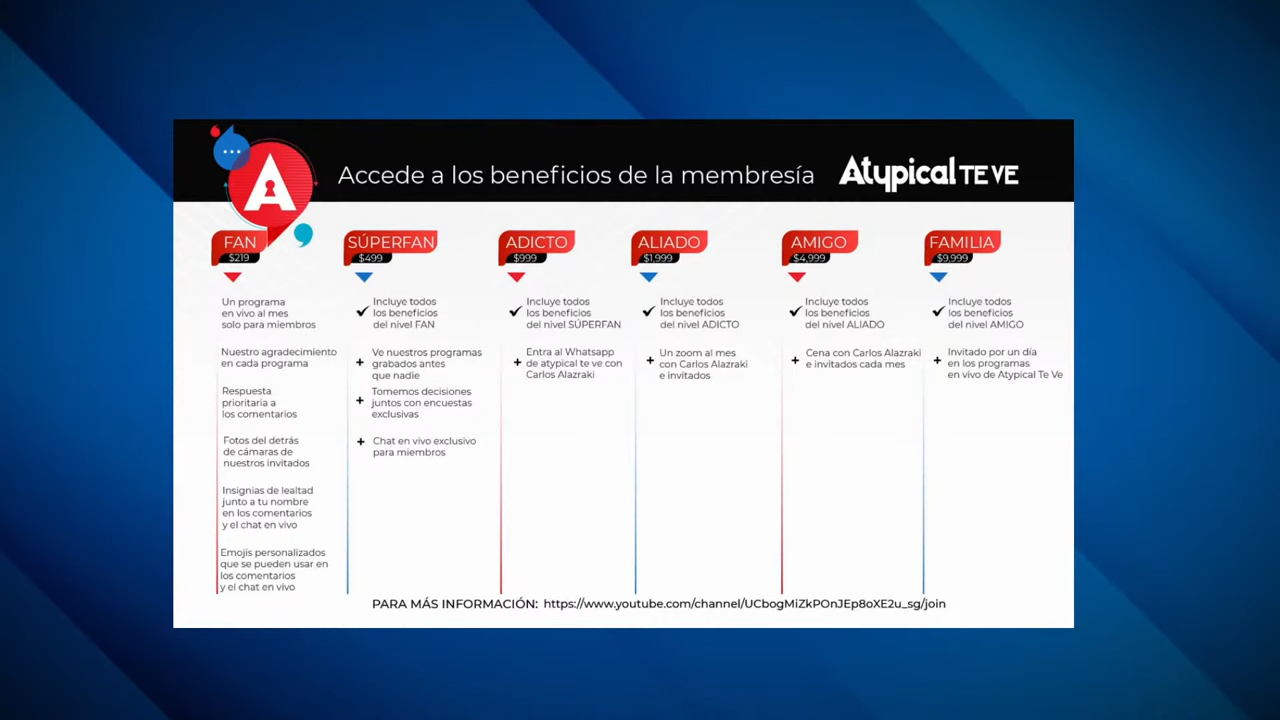 Accede a los beneficios de la membresía
Atypical TE VE
A
FAN
$219
Un programa
en vivo al mes
solo para miembros
Nuestro agradecimiento
en cada programa
Respuesta
prioritaria a
los comentarios
Fotos del detrás
de cámaras de
nuestros invitados
Insignias de lealtad
junto a tu nombre
en los comentarios
y el chat en vivo
Emojis personalizados
que se pueden usar en
los comentarios
y el chat en vivo
SÚPERFAN
$499
✓ Incluye todos
los beneficios
del nivel FAN
+ Ve nuestros programas
grabados antes
que nadie
+ Tomemos decisiones
juntos con encuestas
exclusivas
+ Chat en vivo exclusivo
para miembros
ADICTO
$999
✓ Incluye todos
los beneficios
del nivel SÚPERFAN
+ Entra al Whatsapp
de atypical te ve con
Carlos Alazraki
ALIADO
$1,999
✓ Incluye todos
los beneficios
del nivel ADICTO
+ Un zoom al mes
con Carlos Alazraki
e invitados
AMIGO
$4,999
✓ Incluye todos
los beneficios
del nivel ALIADO
+ Cena con Carlos Alazraki
e invitados cada mes
FAMILIA
$9,999
✓ Incluye todos
los beneficios
del nivel AMIGO
+ Invitado por un día
en los programas
en vivo de Atypical Te Ve
PARA MÁS INFORMACIÓN: https://www.youtube.com/channel/UCbogMiZkPOnJEp8oXE2u_sg/join